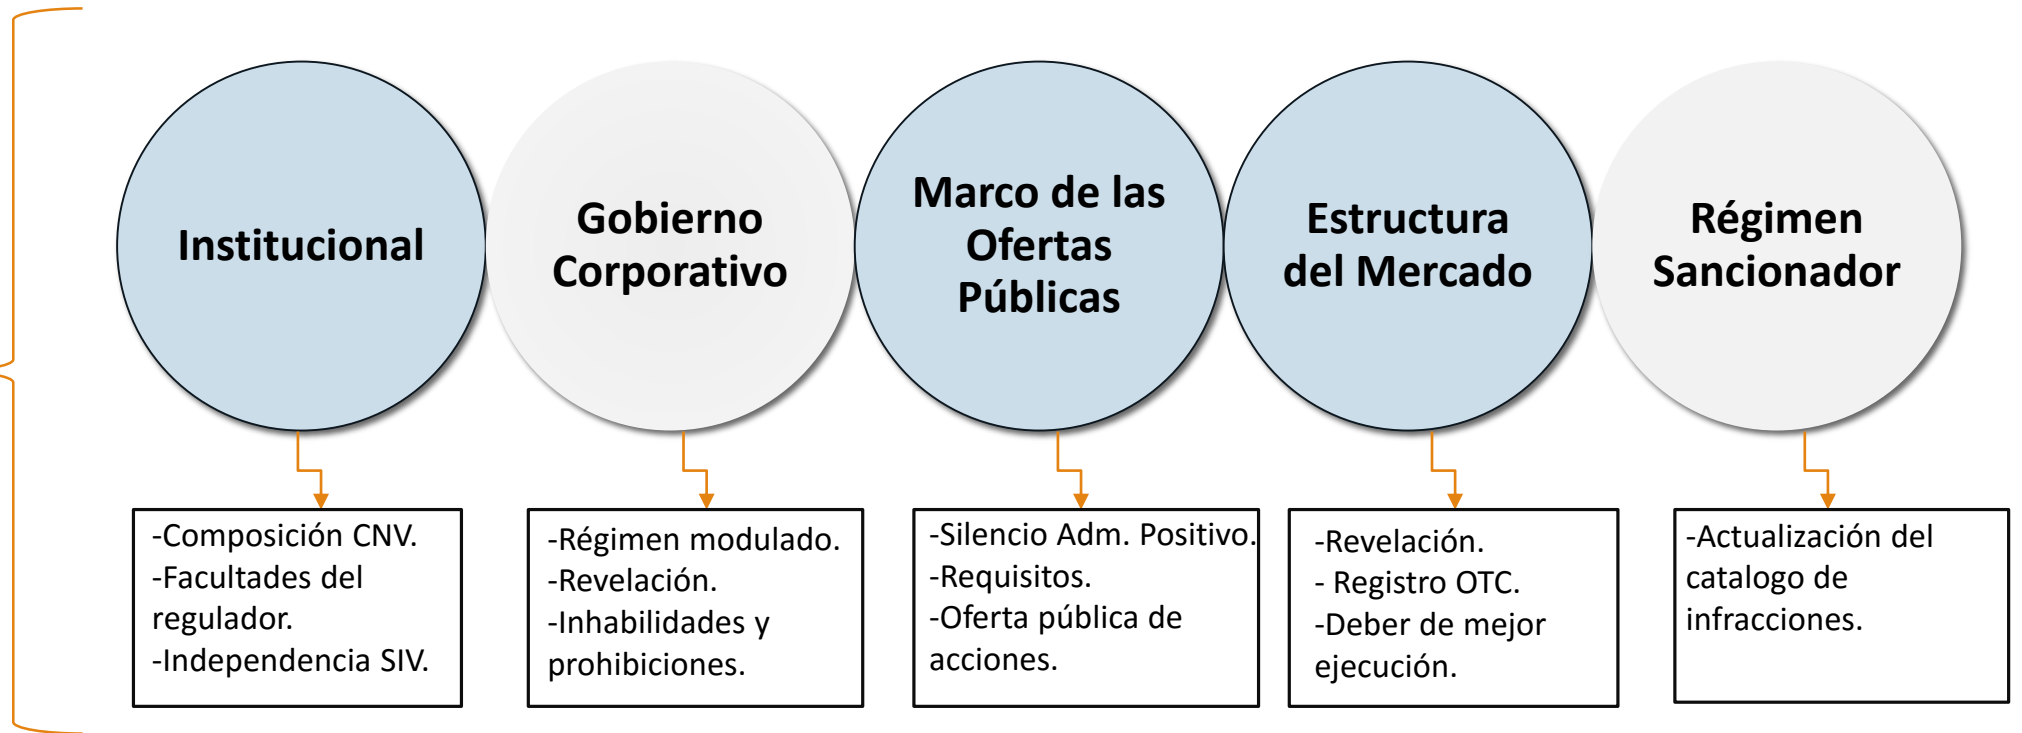 Institucional
Gobierno
Corporativo
Marco de las
Ofertas
Públicas
Estructura
del Mercado
Régimen
Sancionador
-Composición CNV.
-Facultades del
regulador.
-Independencia SIV.
-Régimen modulado.
-Revelación.
-Inhabilidades y
prohibiciones.
-Silencio Adm. Positivo.
-Requisitos.
-Oferta pública de
acciones.
-Revelación.
- Registro OTC.
-Deber de mejor
ejecución.
-Actualización del
catalogo de
infracciones.